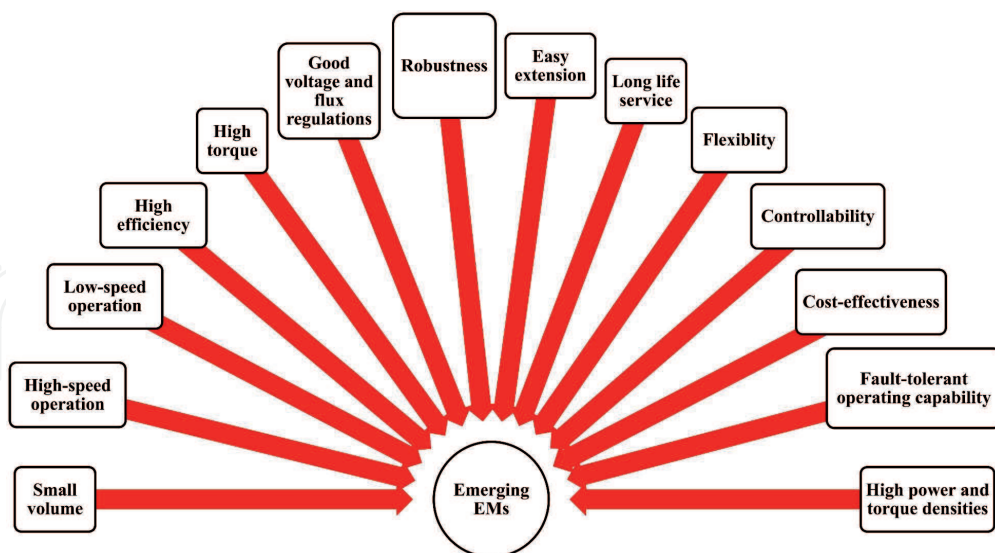 Small
volume
High-speed
operation
Low-speed
operation
High
efficiency
High
torque
Good
voltage and
flux
regulations
Robustness
Easy
extension
Long life
service
Flexiblity
Controllability
Cost-effectiveness
Fault-tolerant
operating capability
High power and
torque densities
Emerging
EMs